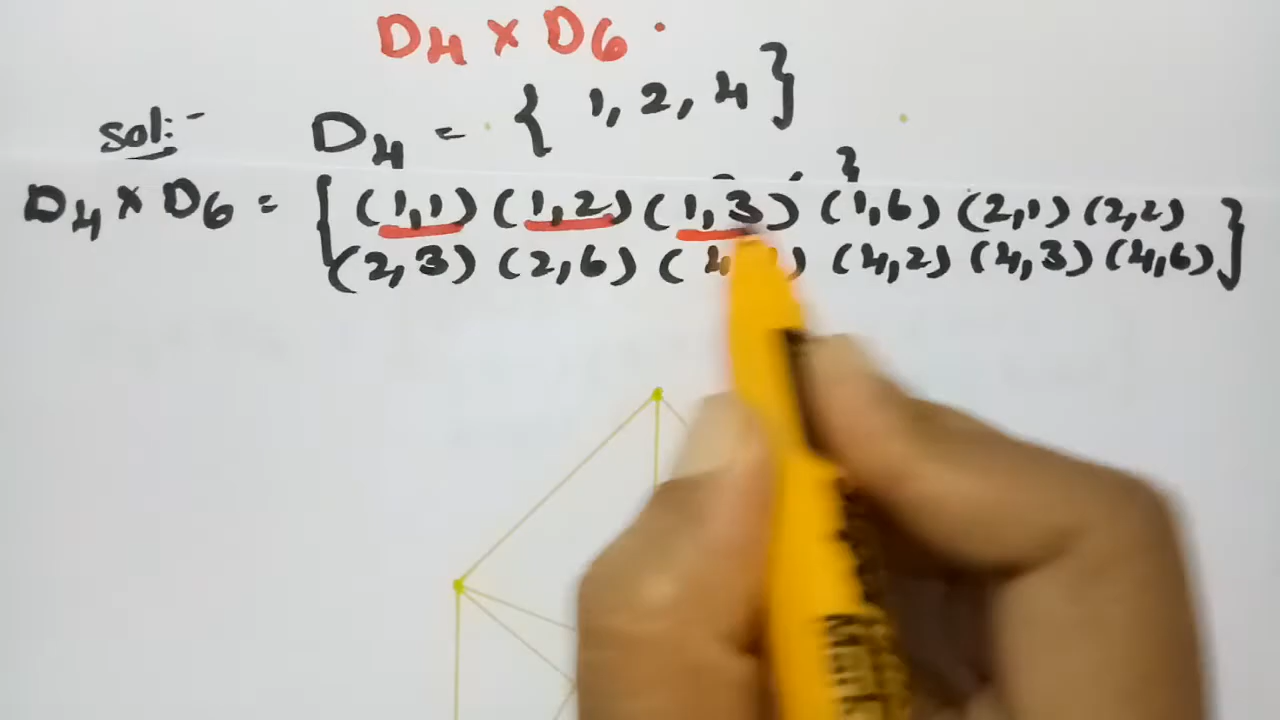 D4 × D6.
Sol:- D4 = { 1, 2, 4 }
D4 × D6 = { (1,1) (1,2) (1,3) (1,6) (2,1) (2,2)
(2,3) (2,6) (4, ) (4,2) (4,3) (4,6) }